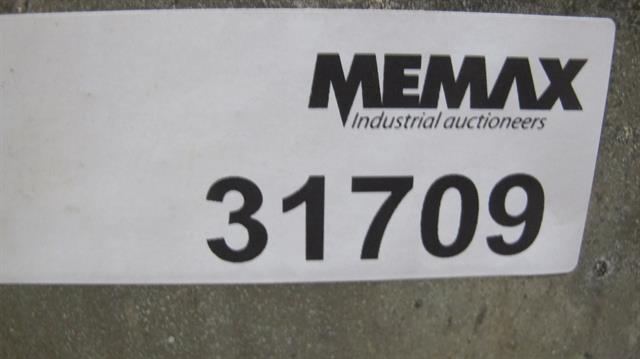 MEMAX
Industrial auctioneers
31709